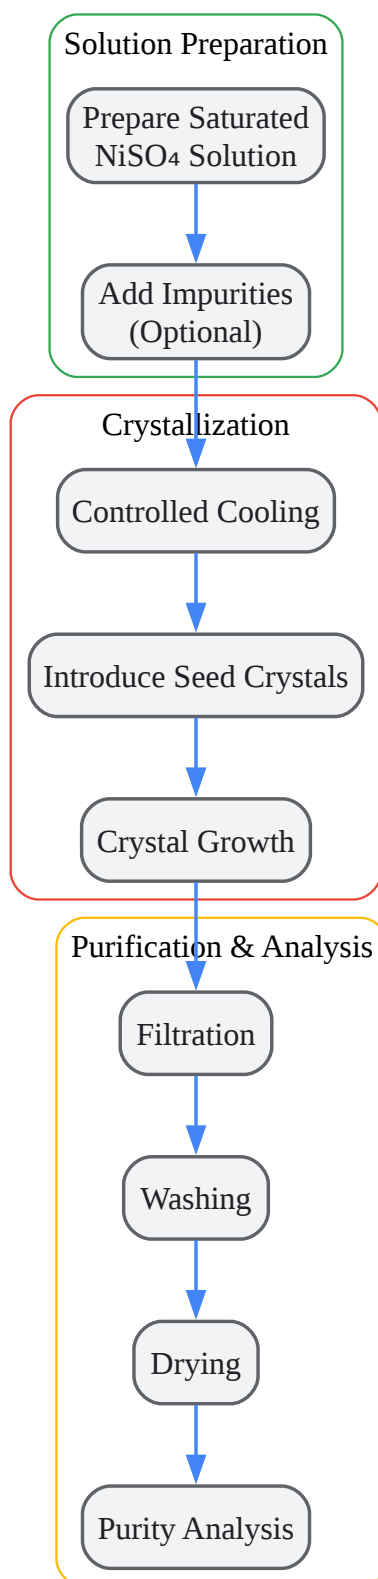 Solution Preparation
Prepare Saturated
NiSO₄ Solution
Add Impurities
(Optional)
Crystallization
Controlled Cooling
Introduce Seed Crystals
Crystal Growth
Purification & Analysis
Filtration
Washing
Drying
Purity Analysis